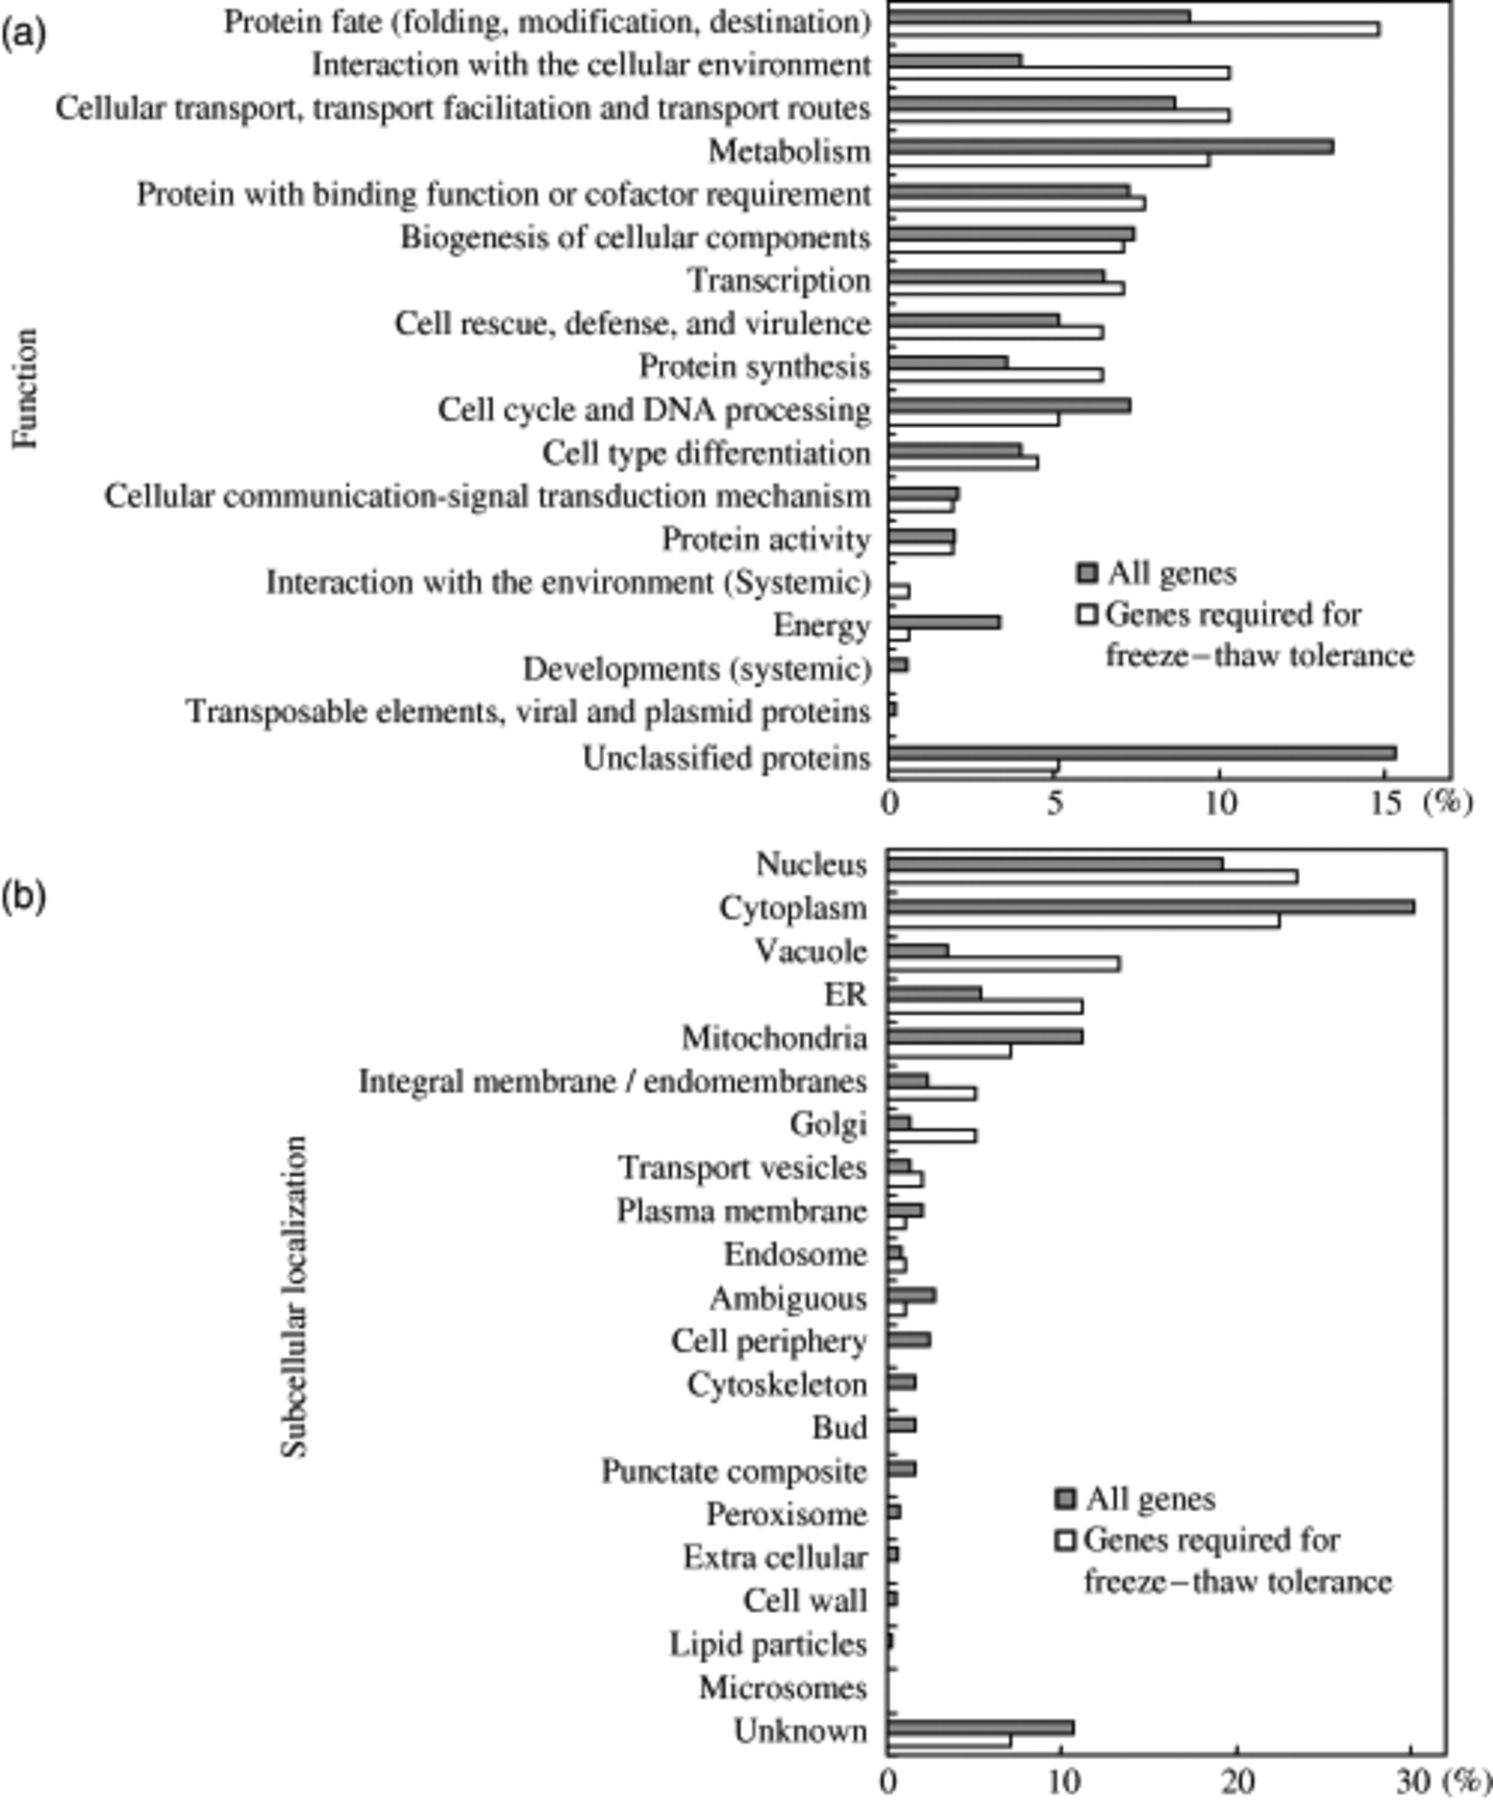 (a)
Function
Protein fate (folding, modification, destination)
Interaction with the cellular environment
Cellular transport, transport facilitation and transport routes
Metabolism
Protein with binding function or cofactor requirement
Biogenesis of cellular components
Transcription
Cell rescue, defense, and virulence
Protein synthesis
Cell cycle and DNA processing
Cell type differentiation
Cellular communication-signal transduction mechanism
Protein activity
Interaction with the environment (Systemic)
Energy
Developments (systemic)
Transposable elements, viral and plasmid proteins
Unclassified proteins
All genes
Genes required for
freeze–thaw tolerance
0 5 10 15 (%)
(b)
Subcellular localization
Nucleus
Cytoplasm
Vacuole
ER
Mitochondria
Integral membrane / endomembranes
Golgi
Transport vesicles
Plasma membrane
Endosome
Ambiguous
Cell periphery
Cytoskeleton
Bud
Punctate composite
Peroxisome
Extra cellular
Cell wall
Lipid particles
Microsomes
Unknown
All genes
Genes required for
freeze–thaw tolerance
0 10 20 30 (%)